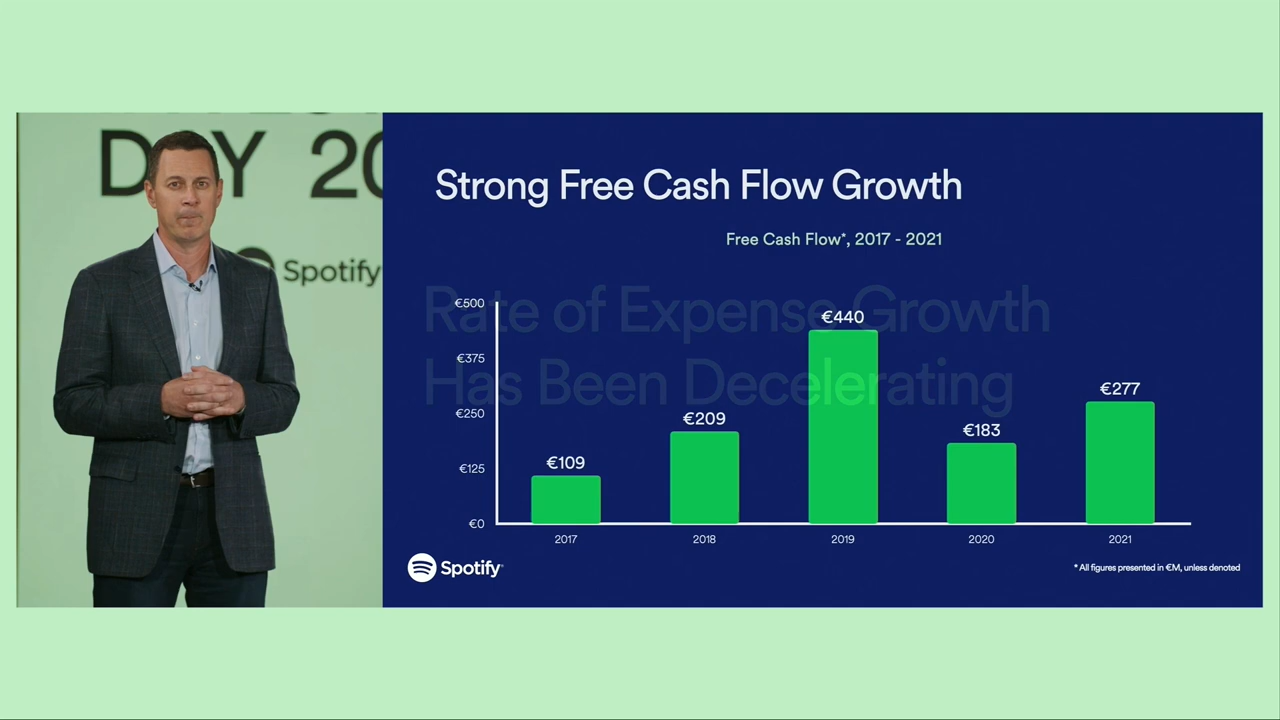 DAY 20
Spotify
Strong Free Cash Flow Growth
Free Cash Flow*, 2017 - 2021
Rate of Expense Growth
Has Been Decelerating
€500
€375
€250
€125
€0
€109
€209
€440
€183
€277
2017
2018
2019
2020
2021
Spotify
* All figures presented in €M, unless denoted